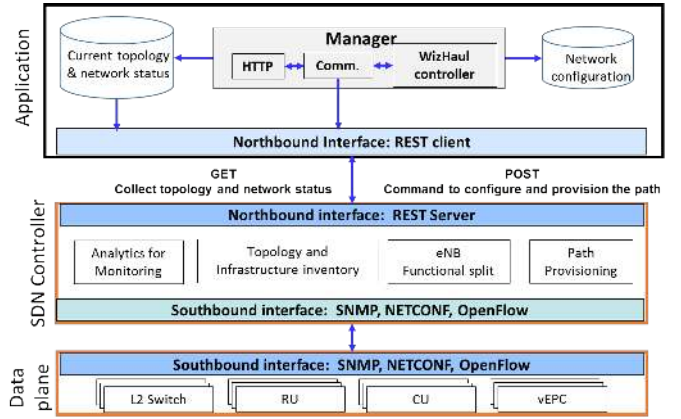 Application
Current topology
& network status
Manager
HTTP
Comm.
WizHaul
controller
Network
configuration
Northbound Interface: REST client
GET
Collect topology and network status
POST
Command to configure and provision the path
SDN Controller
Northbound interface: REST Server
Analytics for
Monitoring
Topology and
Infrastructure inventory
eNB
Functional split
Path
Provisioning
Southbound interface: SNMP, NETCONF, OpenFlow
Data
plane
Southbound interface: SNMP, NETCONF, OpenFlow
L2 Switch
RU
CU
vEPC